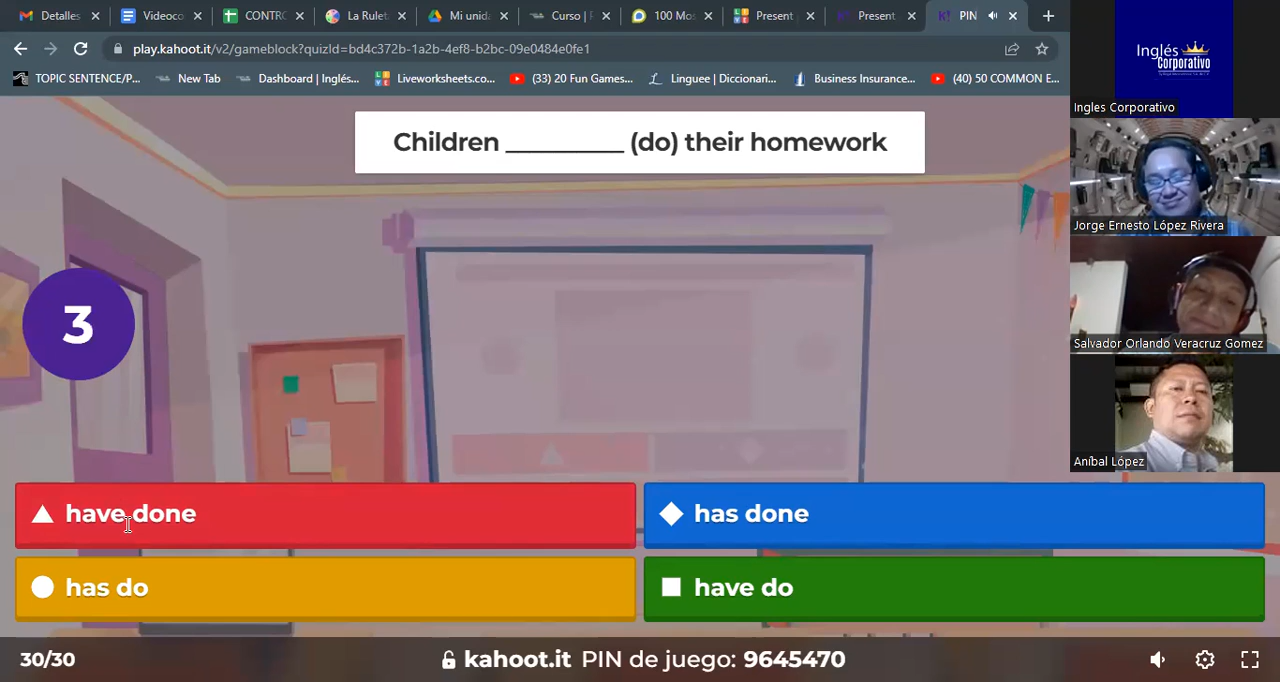 Detalles
Videoco
CONTRO
La Rulet
Mi unid
Curso | F
100 Mos
Present
Present
PIN
play.kahoot.it/v2/gameblock?quizId=bd4c372b-1a2b-4ef8-b2bc-09e0484e0fe1
TOPIC SENTENCE/P...
New Tab
Dashboard | Inglés...
Liveworksheets.co...
(33) 20 Fun Games...
Linguee | Diccionari...
Business Insurance...
(40) 50 COMMON E...
Children _________ (do) their homework
3
have done
has done
has do
have do
30/30
kahoot.it PIN de juego: 9645470
Inglés
Corporativo
Ingles Corporativo
Jorge Ernesto López Rivera
Salvador Orlando Veracruz Gomez
Aníbal López